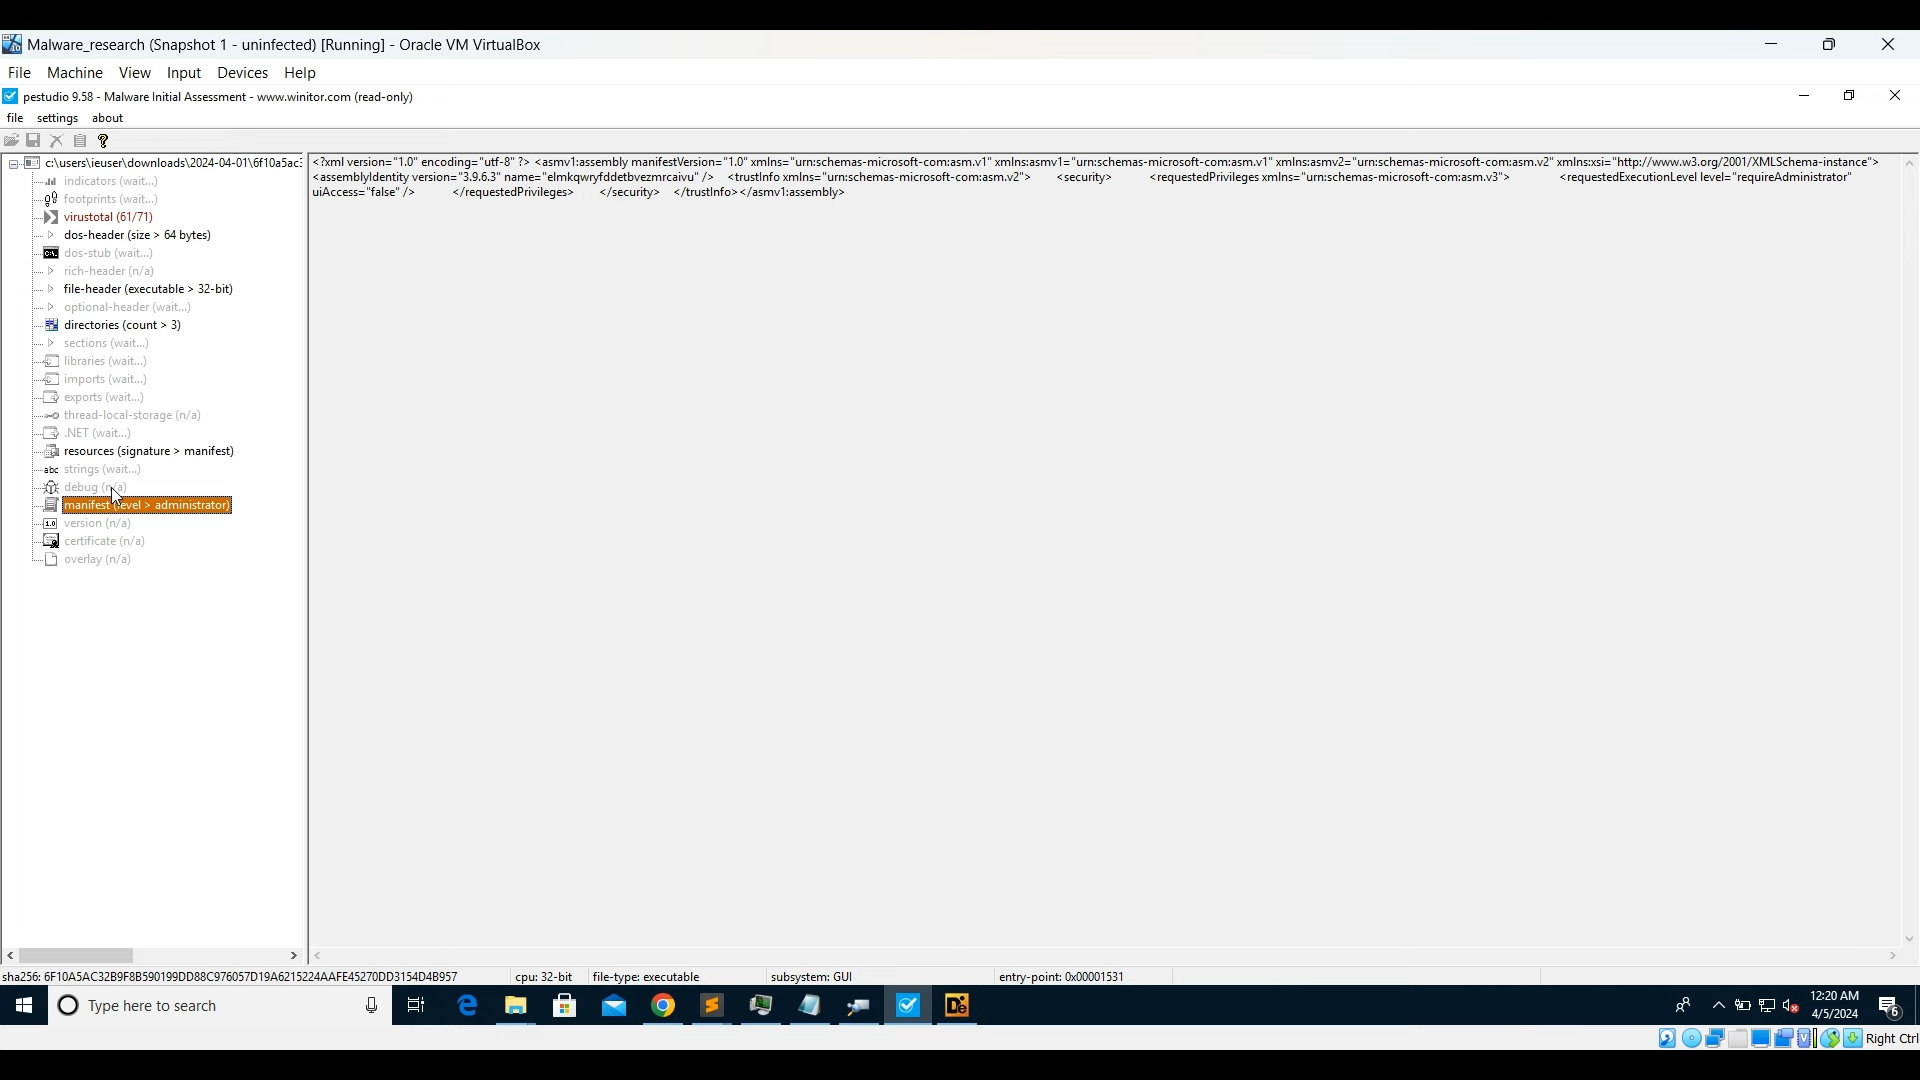 Malware_research (Snapshot 1 - uninfected) [Running] - Oracle VM VirtualBox
File Machine View Input Devices Help
pestudio 9.58 - Malware Initial Assessment - www.winitor.com (read-only)
file settings about
c:\users\ieuser\downloads\2024-04-01\6f10a5ac3
indicators (wait...)
footprints (wait...)
virustotal (61/71)
dos-header (size > 64 bytes)
dos-stub (wait...)
rich-header (n/a)
file-header (executable > 32-bit)
optional-header (wait...)
directories (count > 3)
sections (wait...)
libraries (wait...)
imports (wait...)
exports (wait...)
thread-local-storage (n/a)
.NET (wait...)
resources (signature > manifest)
abc strings (wait...)
debug (n/a)
manifest (level > administrator)
1.0 version (n/a)
certificate (n/a)
overlay (n/a)
<?xml version="1.0" encoding="utf-8" ?> <asmv1:assembly manifestVersion="1.0" xmlns="urn:schemas-microsoft-com:asm.v1" xmlns:asmv1="urn:schemas-microsoft-com:asm.v1" xmlns:asmv2="urn:schemas-microsoft-com:asm.v2" xmlns:xsi="http://www.w3.org/2001/XMLSchema-instance">
<assemblyIdentity version="3.9.6.3" name="elmkqwryfddetbvezmrcaivu" /> <trustInfo xmlns="urn:schemas-microsoft-com:asm.v2"> <security> <requestedPrivileges xmlns="urn:schemas-microsoft-com:asm.v3"> <requestedExecutionLevel level="requireAdministrator"
uiAccess="false" /> </requestedPrivileges> </security> </trustInfo> </asmv1:assembly>
sha256: 6F10A5AC32B9F8B590199DD88C976057D19A6215224AAFE45270DD3154D4B957 cpu: 32-bit file-type: executable subsystem: GUI entry-point: 0x00001531
Type here to search
12:20 AM
4/5/2024
6
Right Ctrl